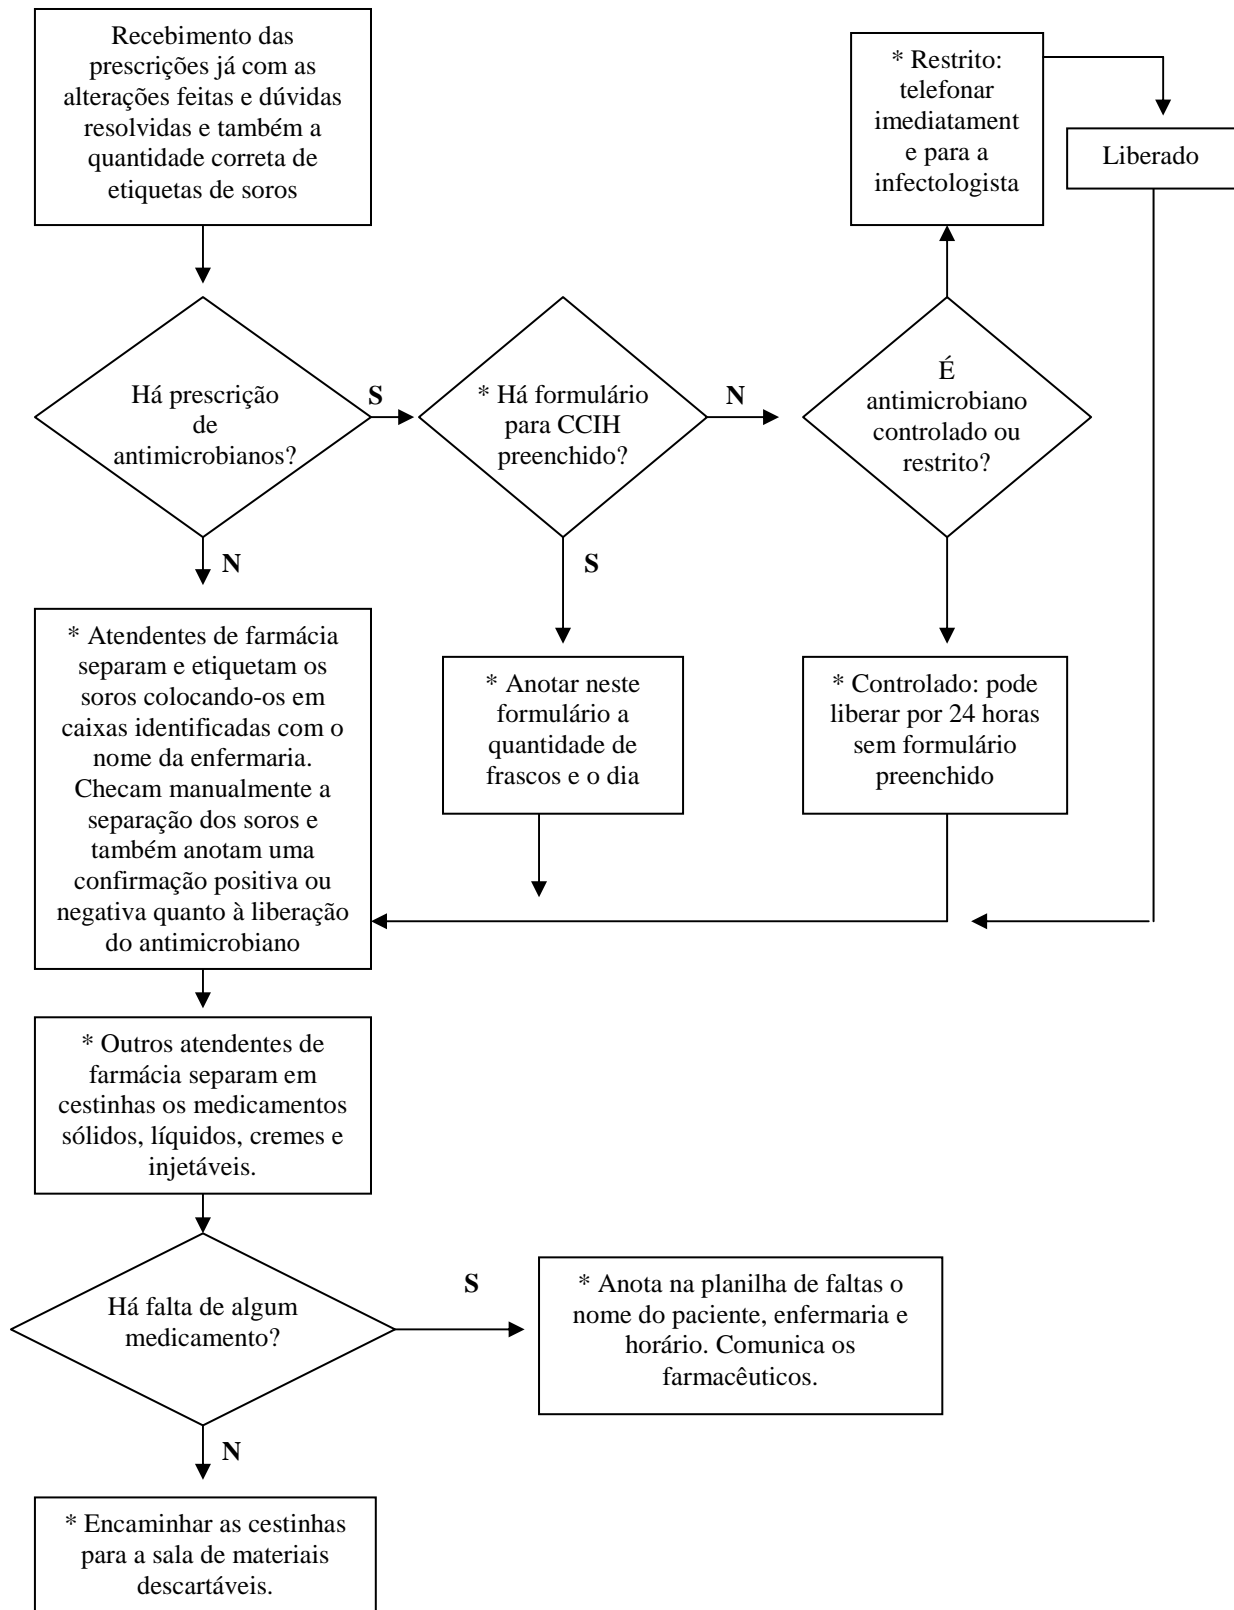 Recebimento das
prescrições já com as
alterações feitas e dúvidas
resolvidas e também a
quantidade correta de
etiquetas de soros
* Restrito:
telefonar
imediatament
e para a
infectologista
Liberado
Há prescrição
de
antimicrobianos?
S
* Há formulário
para CCIH
preenchido?
N
É
antimicrobiano
controlado ou
restrito?
N
S
* Atendentes de farmácia
separam e etiquetam os
soros colocando-os em
caixas identificadas com o
nome da enfermaria.
Checam manualmente a
separação dos soros e
também anotam uma
confirmação positiva ou
negativa quanto à liberação
do antimicrobiano
* Anotar neste
formulário a
quantidade de
frascos e o dia
* Controlado: pode
liberar por 24 horas
sem formulário
preenchido
* Outros atendentes de
farmácia separam em
cestinhas os medicamentos
sólidos, líquidos, cremes e
injetáveis.
Há falta de algum
medicamento?
S
* Anota na planilha de faltas o
nome do paciente, enfermaria e
horário. Comunica os
farmacêuticos.
N
* Encaminhar as cestinhas
para a sala de materiais
descartáveis.